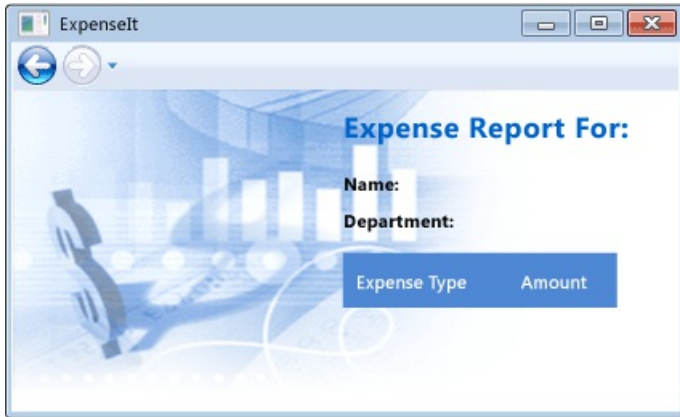 ExpenseIt
Expense Report For:
Name:
Department:
Expense Type Amount